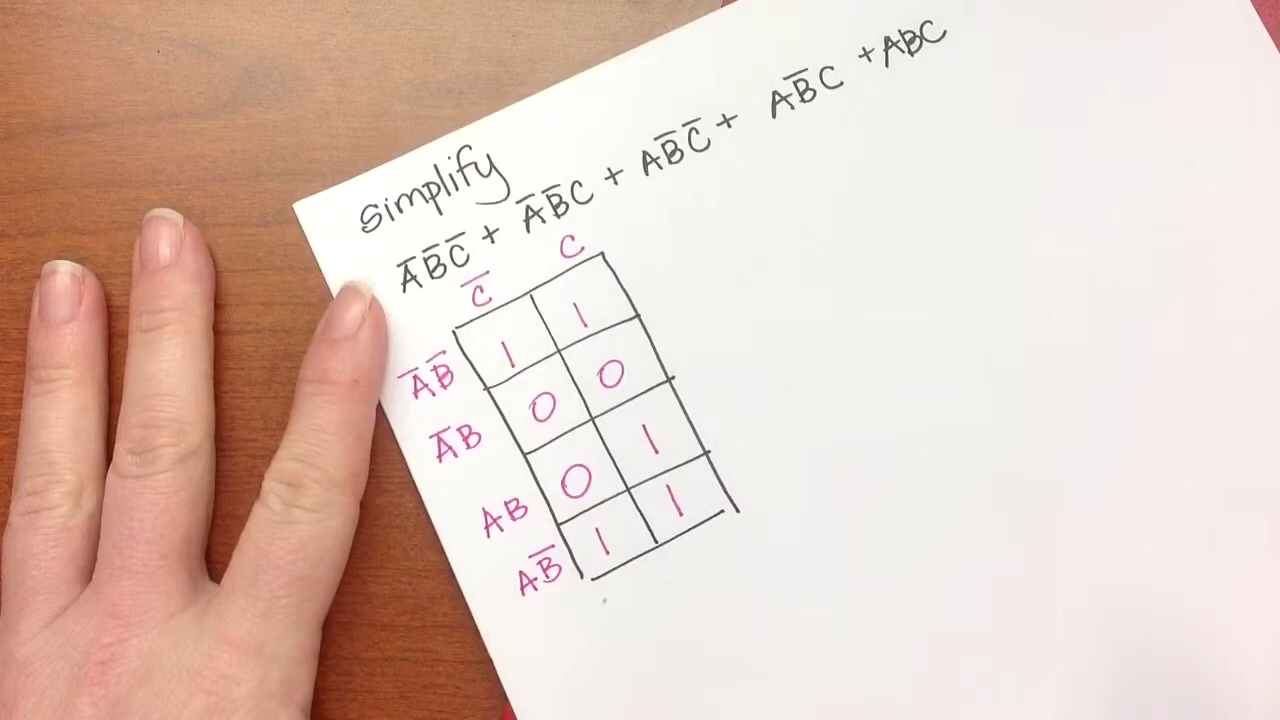 simplify
A̅B̅C̅ + A̅B̅C + AB̅C̅ + AB̅C + ABC
C̅ C
A̅B̅ 1 1
A̅B 0 0
AB 0 1
AB̅ 1 1